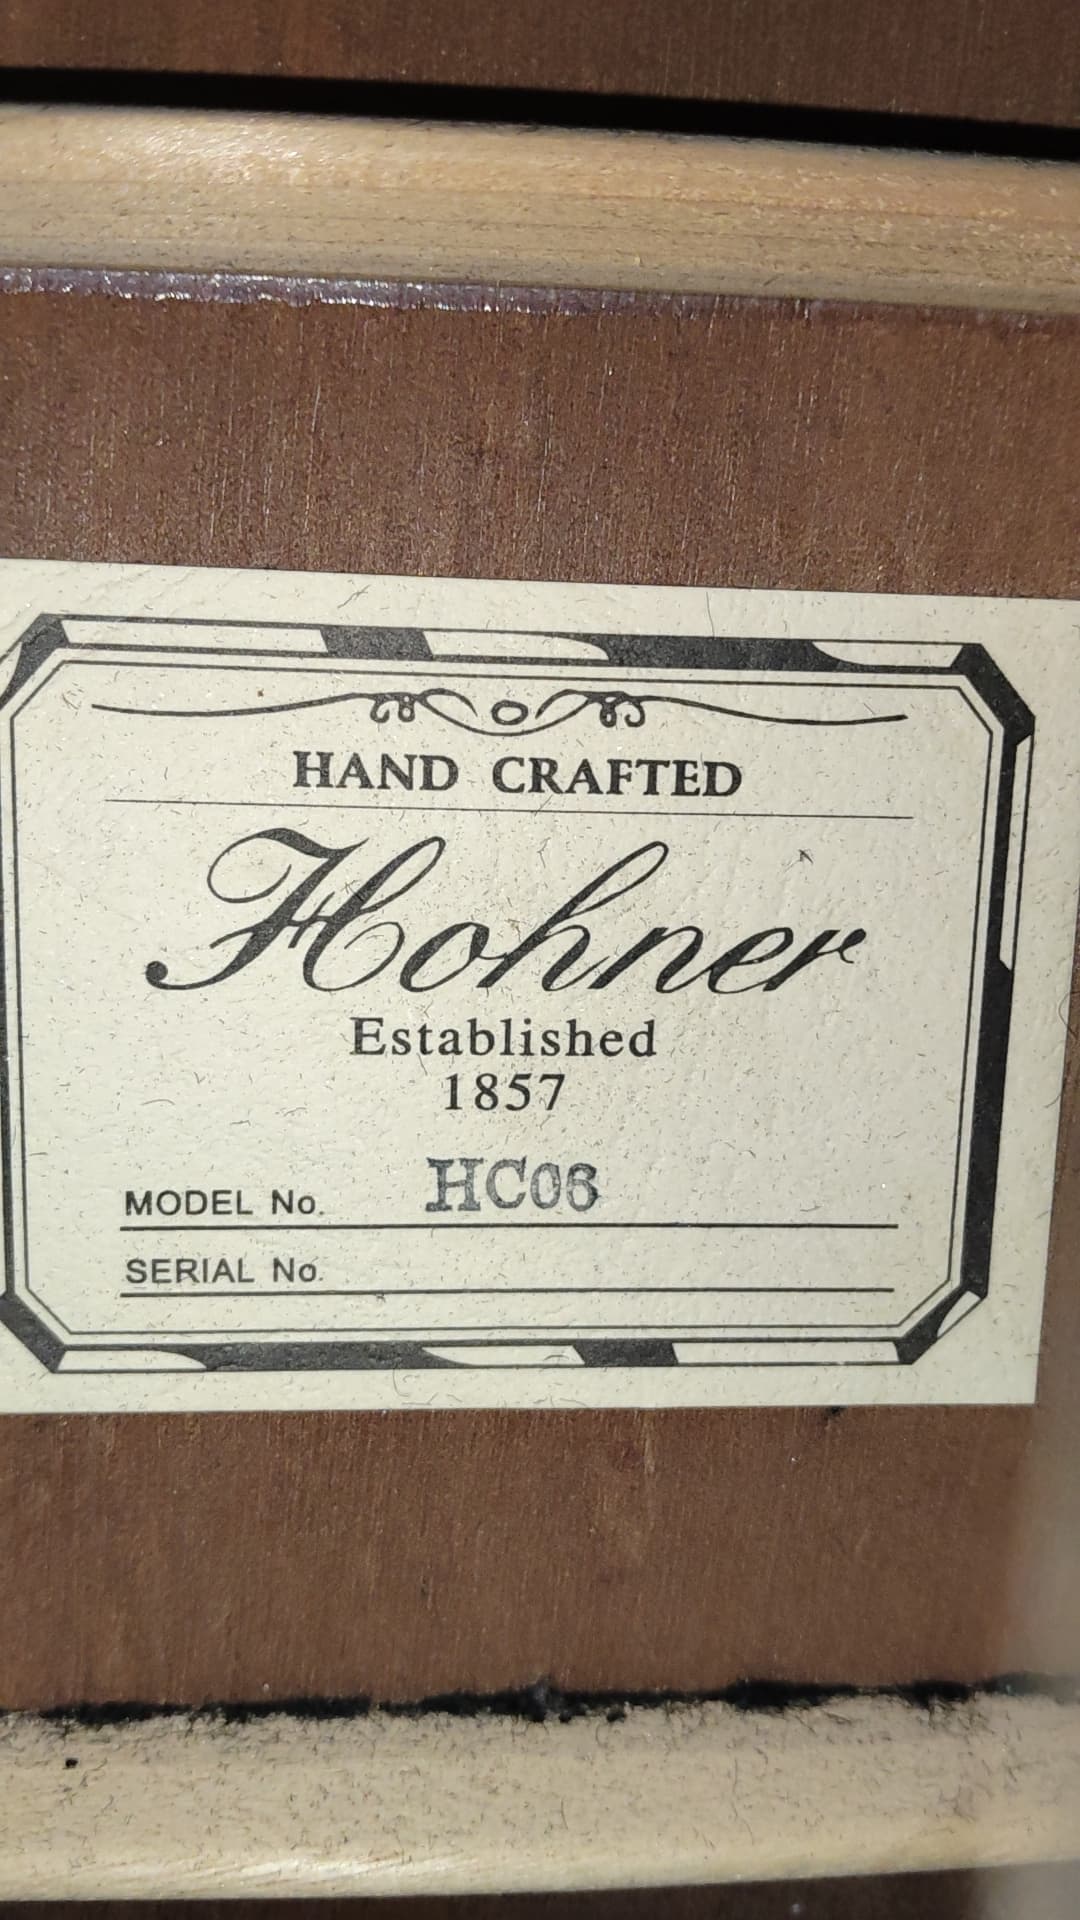 HAND CRAFTED
Hohner
Established
1857
MODEL No. HC06
SERIAL No.